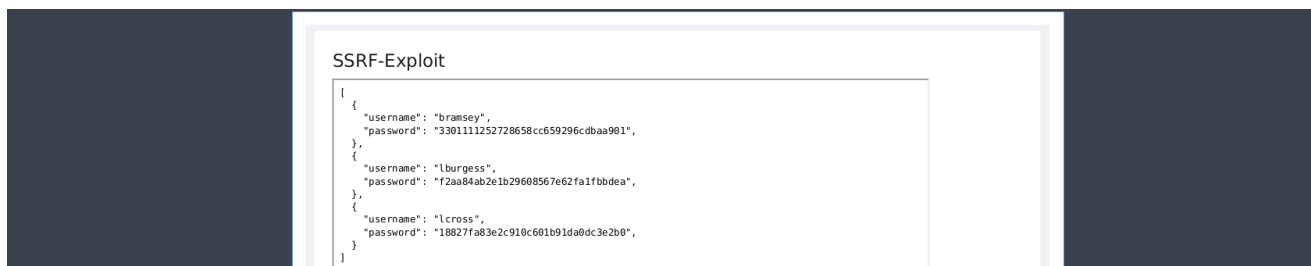 SSRF-Exploit
[
{
"username": "bramsey",
"password": "3301111252728658cc659296cdbaa901",
},
{
"username": "lburgess",
"password": "f2aa84ab2e1b29608567e62fa1fbbdea",
},
{
"username": "lcross",
"password": "18827fa83e2c910c601b91da0dc3e2b0",
}
]